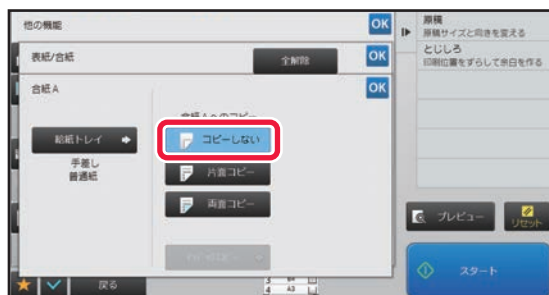 他の機能
OK
表紙/合紙
全解除
OK
合紙 A
OK
合紙Aへのコピー
給紙トレイ
手差し
普通紙
コピーしない
片面コピー
両面コピー
戻る
4 A3
原稿
原稿サイズと向きを変える
とじしろ
印刷位置をずらして余白を作る
プレビュー
リセット
スタート